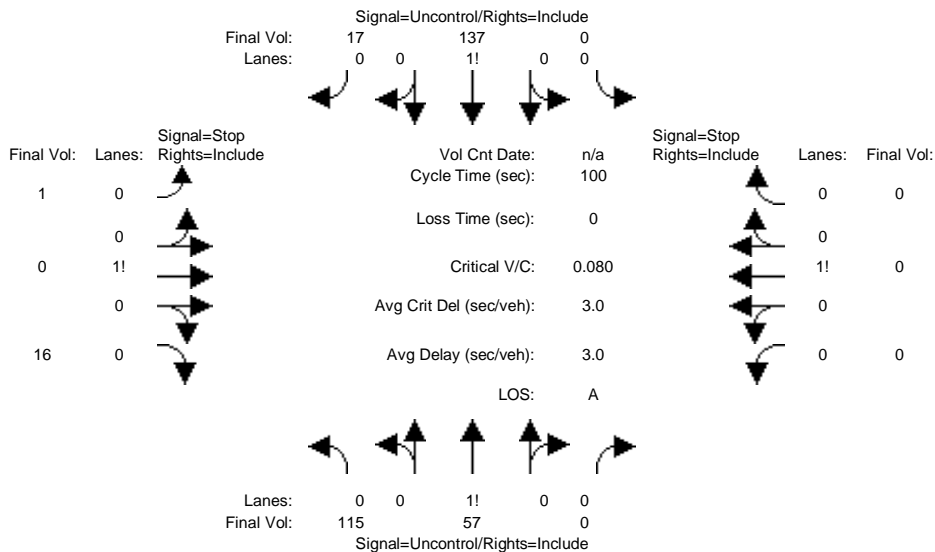 Signal=Uncontrol/Rights=Include
Final Vol: 17 137 0
Lanes: 0 0 1! 0 0
Signal=Stop Signal=Stop
Final Vol: Lanes: Rights=Include Vol Cnt Date: n/a Rights=Include Lanes: Final Vol:
Cycle Time (sec): 100
1 0 0 0
Loss Time (sec): 0
0 0
0 1! Critical V/C: 0.080 1! 0
0 Avg Crit Del (sec/veh): 3.0 0
16 0 Avg Delay (sec/veh): 3.0 0 0
LOS: A
Lanes: 0 0 1! 0 0
Final Vol: 115 57 0
Signal=Uncontrol/Rights=Include